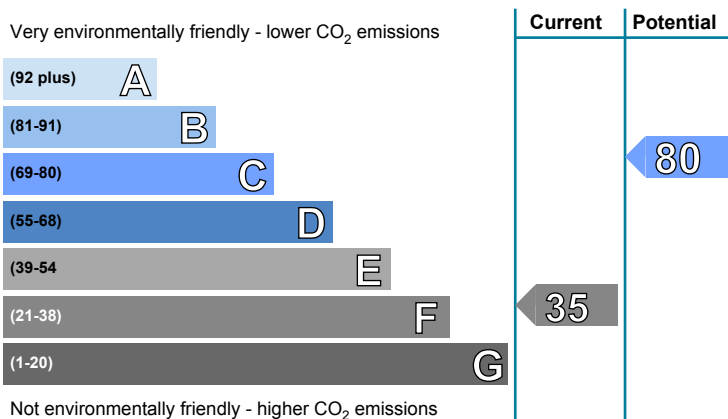 Very environmentally friendly - lower CO₂ emissions
Current
Potential
(92 plus) A
(81-91) B
(69-80) C
80
(55-68) D
(39-54 E
(21-38) F
35
(1-20) G
Not environmentally friendly - higher CO₂ emissions